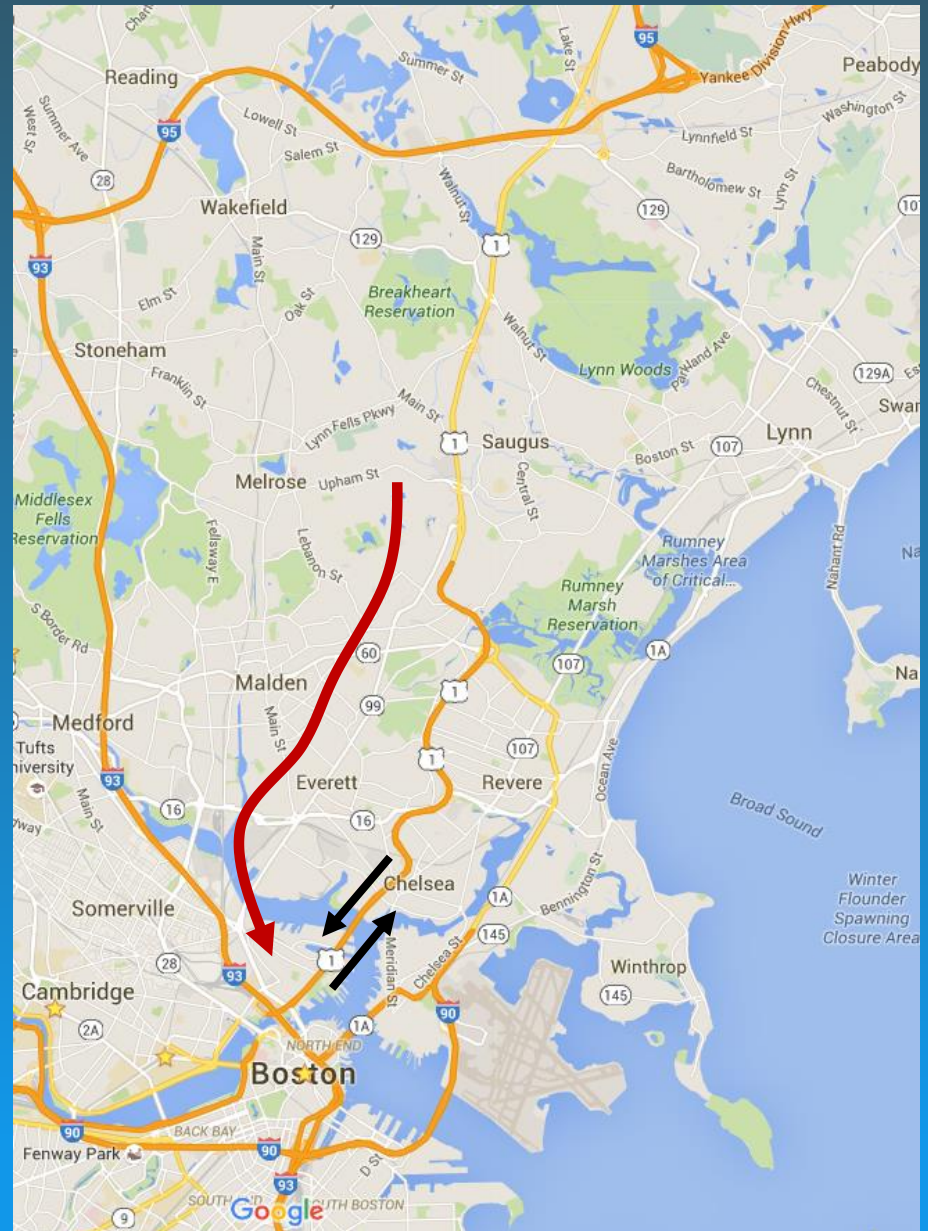 Summer St
Lake St
95
Yankee Division Hwy
Peabody
Reading
Washington St
West St
Summer Ave
95
Lowell St
Lynnfield St
Salem St
28
Bartholomew St
Lynn St
Walnut St
Wakefield
129
129
1
93
Main St
Elm St
Oak St
Breakheart
Reservation
Walnut St
Stoneham
Lynn Woods
Parkland Ave
129A
Franklin St
Chestnut St
Main St
Lynn Fells Pkwy
1
Saugus
Boston St
107
Lynn
Melrose
Upham St
Central St
Middlesex
Fells
Reservation
Fellsway E
Lebanon St
Rumney
Marshes Area
of Critical...
Nahant Rd
Rumney
Marsh
Reservation
S Border Rd
60
107
1A
Malden
1
99
Main St
Medford
Tufts
107
1
Ocean Ave
93
Everett
Revere
Main St
16
16
Broad Sound
Chelsea
Winter
Flounder
Spawning
Closure Area
1A
Bennington St
Somerville
145
Meridian St
Chelsea St
28
1
93
Winthrop
Cambridge
145
90
2A
1A
NORTH END
Boston
90
BACK BAY
90
Fenway Park
D St
93
Google
9